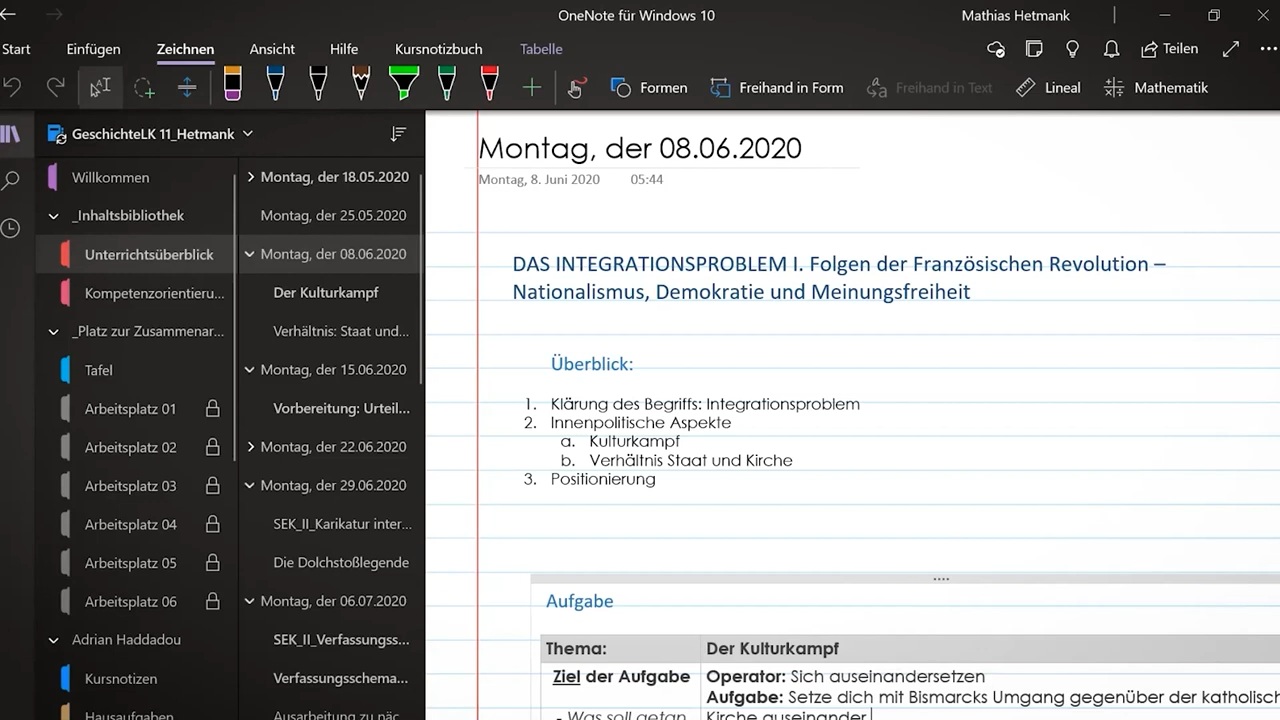 OneNote für Windows 10
Mathias Hetmank
Start Einfügen Zeichnen Ansicht Hilfe Kursnotizbuch Tabelle
Teilen
Formen Freihand in Form Freihand in Text Lineal Mathematik
GeschichteLK 11_Hetmank
Willkommen
_Inhaltsbibliothek
Unterrichtsüberblick
Kompetenzorientieru...
_Platz zur Zusammenar...
Tafel
Arbeitsplatz 01
Arbeitsplatz 02
Arbeitsplatz 03
Arbeitsplatz 04
Arbeitsplatz 05
Arbeitsplatz 06
Adrian Haddadou
Kursnotizen
Hausaufgaben
Montag, der 18.05.2020
Montag, der 25.05.2020
Montag, der 08.06.2020
Der Kulturkampf
Verhältnis: Staat und...
Montag, der 15.06.2020
Vorbereitung: Urteil...
Montag, der 22.06.2020
Montag, der 29.06.2020
SEK_II_Karikatur inter...
Die Dolchstoßlegende
Montag, der 06.07.2020
SEK_II_Verfassungss...
Verfassungsschema...
Ausarbeitung zu näc...
Montag, der 08.06.2020
Montag, 8. Juni 2020 05:44
DAS INTEGRATIONSPROBLEM I. Folgen der Französischen Revolution –
Nationalismus, Demokratie und Meinungsfreiheit
Überblick:
1. Klärung des Begriffs: Integrationsproblem
2. Innenpolitische Aspekte
a. Kulturkampf
b. Verhältnis Staat und Kirche
3. Positionierung
Aufgabe
Thema: Der Kulturkampf
Ziel der Aufgabe Operator: Sich auseinandersetzen
Aufgabe: Setze dich mit Bismarcks Umgang gegenüber der katholisch
- Was soll getan Kirche auseinander.